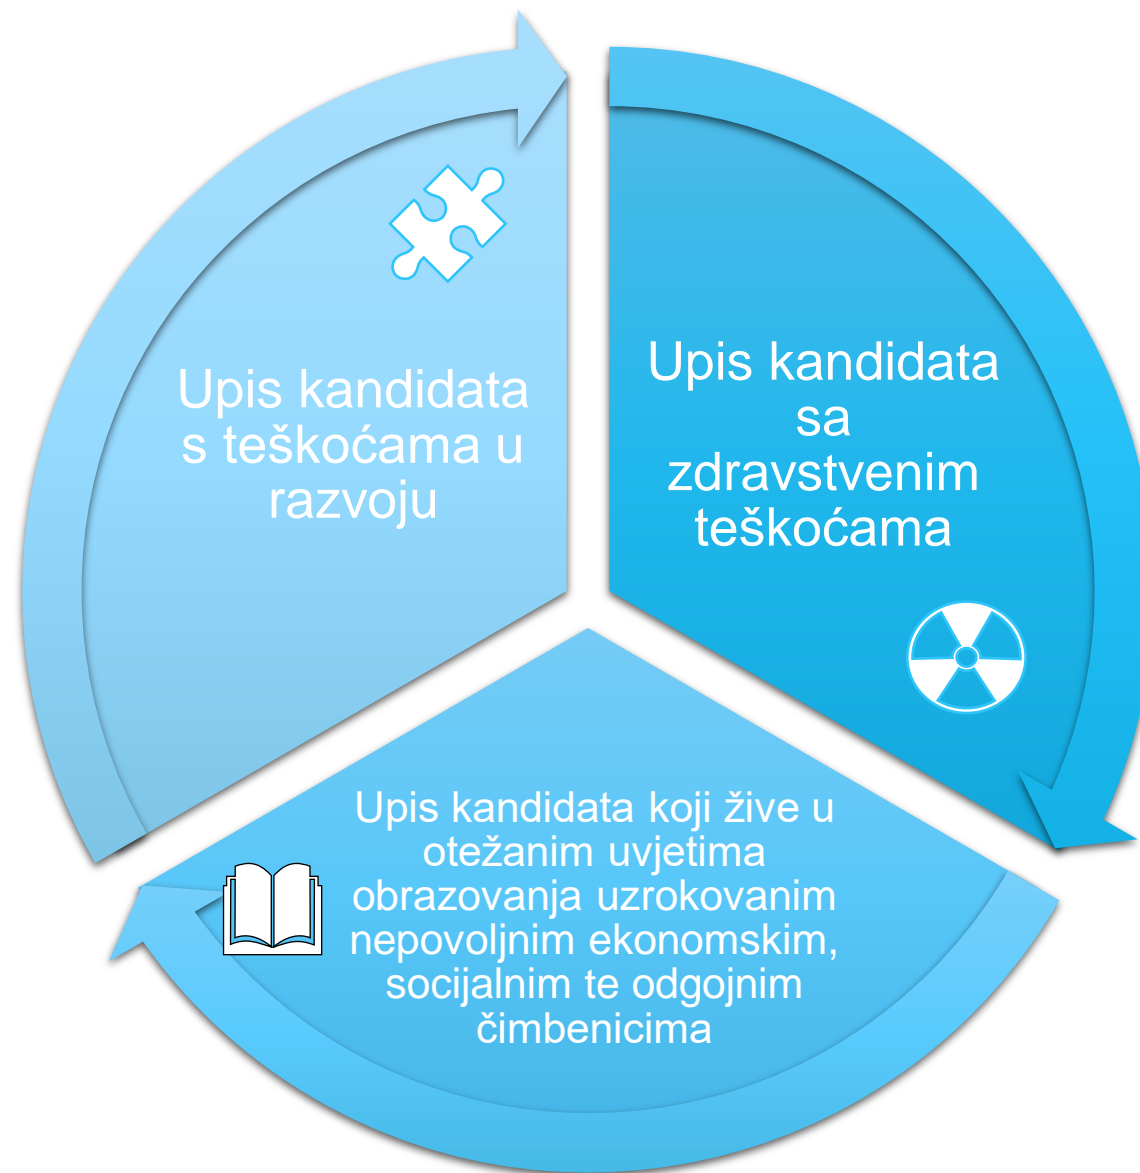 Upis kandidata
s teškoćama u
razvoju
Upis kandidata
sa
zdravstvenim
teškoćama
Upis kandidata koji žive u
otežanim uvjetima
obrazovanja uzrokovanim
nepovoljnim ekonomskim,
socijalnim te odgojnim
čimbenicima